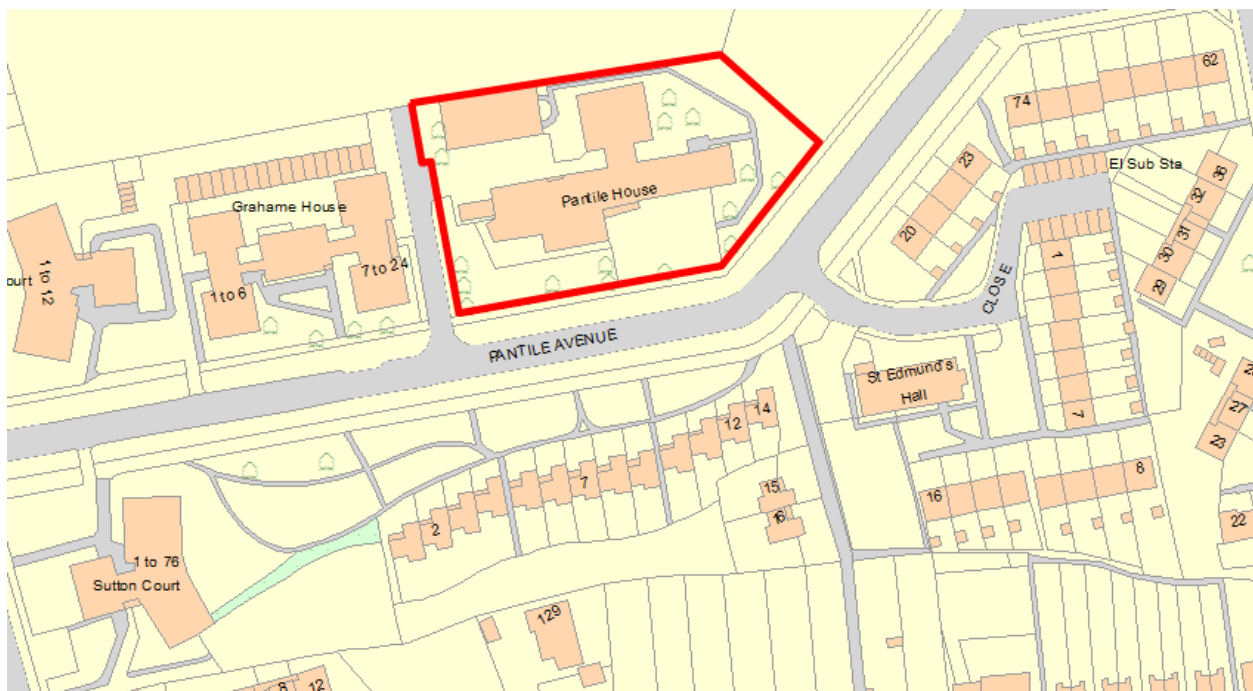 62
74
23
El Sub Sta
38
32
31
30
29
20
Pantile House
Grahame House
7 to 24
1 to 6
ourt
1 to 12
CLOSE
1
7
PANTILE AVENUE
St Edmund's
Hall
14
12
7
2
15
16
16
8
27
23
22
1 to 76
Sutton Court
129
8
12